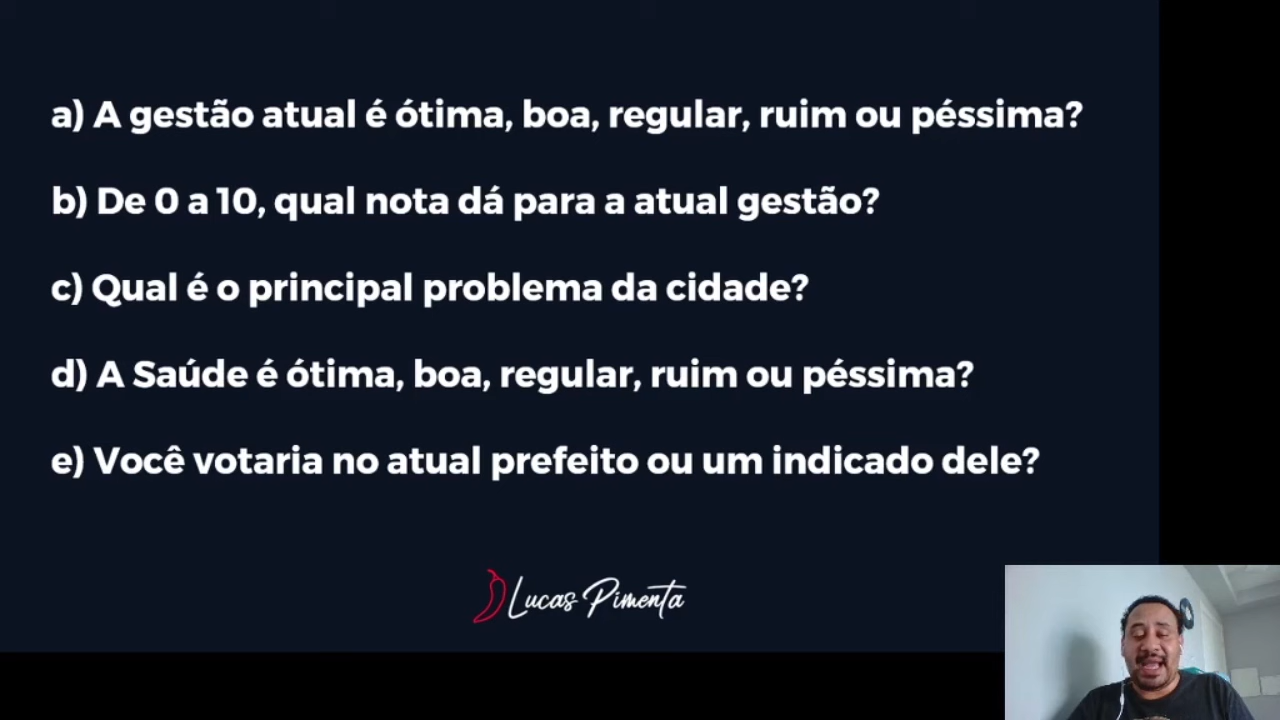 a) A gestão atual é ótima, boa, regular, ruim ou péssima?
b) De 0 a 10, qual nota dá para a atual gestão?
c) Qual é o principal problema da cidade?
d) A Saúde é ótima, boa, regular, ruim ou péssima?
e) Você votaria no atual prefeito ou um indicado dele?
Lucas Pimenta